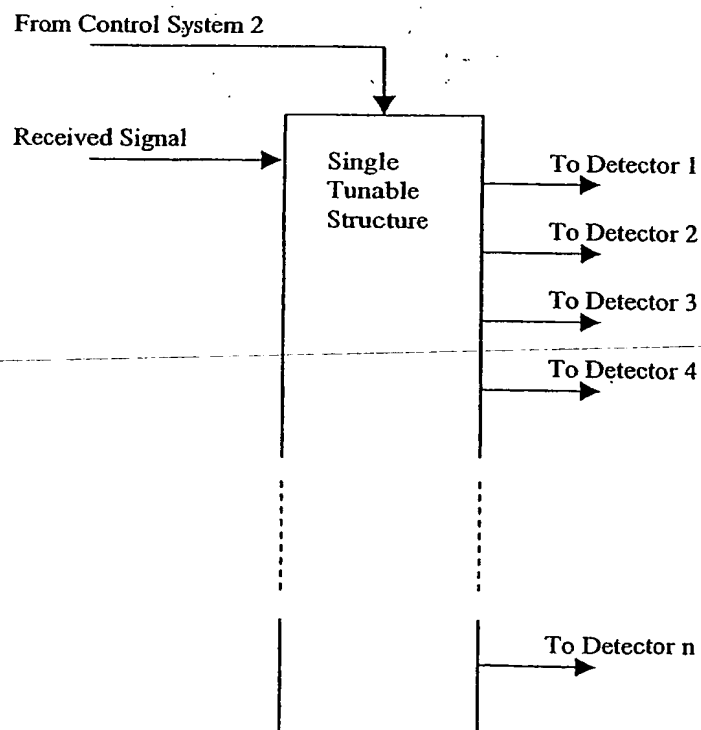 From Control System 2
Received Signal
Single
Tunable
Structure
To Detector 1
To Detector 2
To Detector 3
To Detector 4
To Detector n